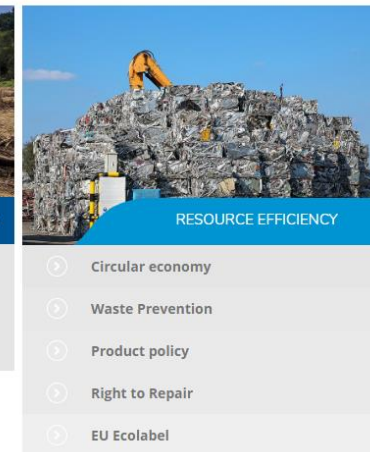 RESOURCE EFFICIENCY
Circular economy
Waste Prevention
Product policy
Right to Repair
EU Ecolabel